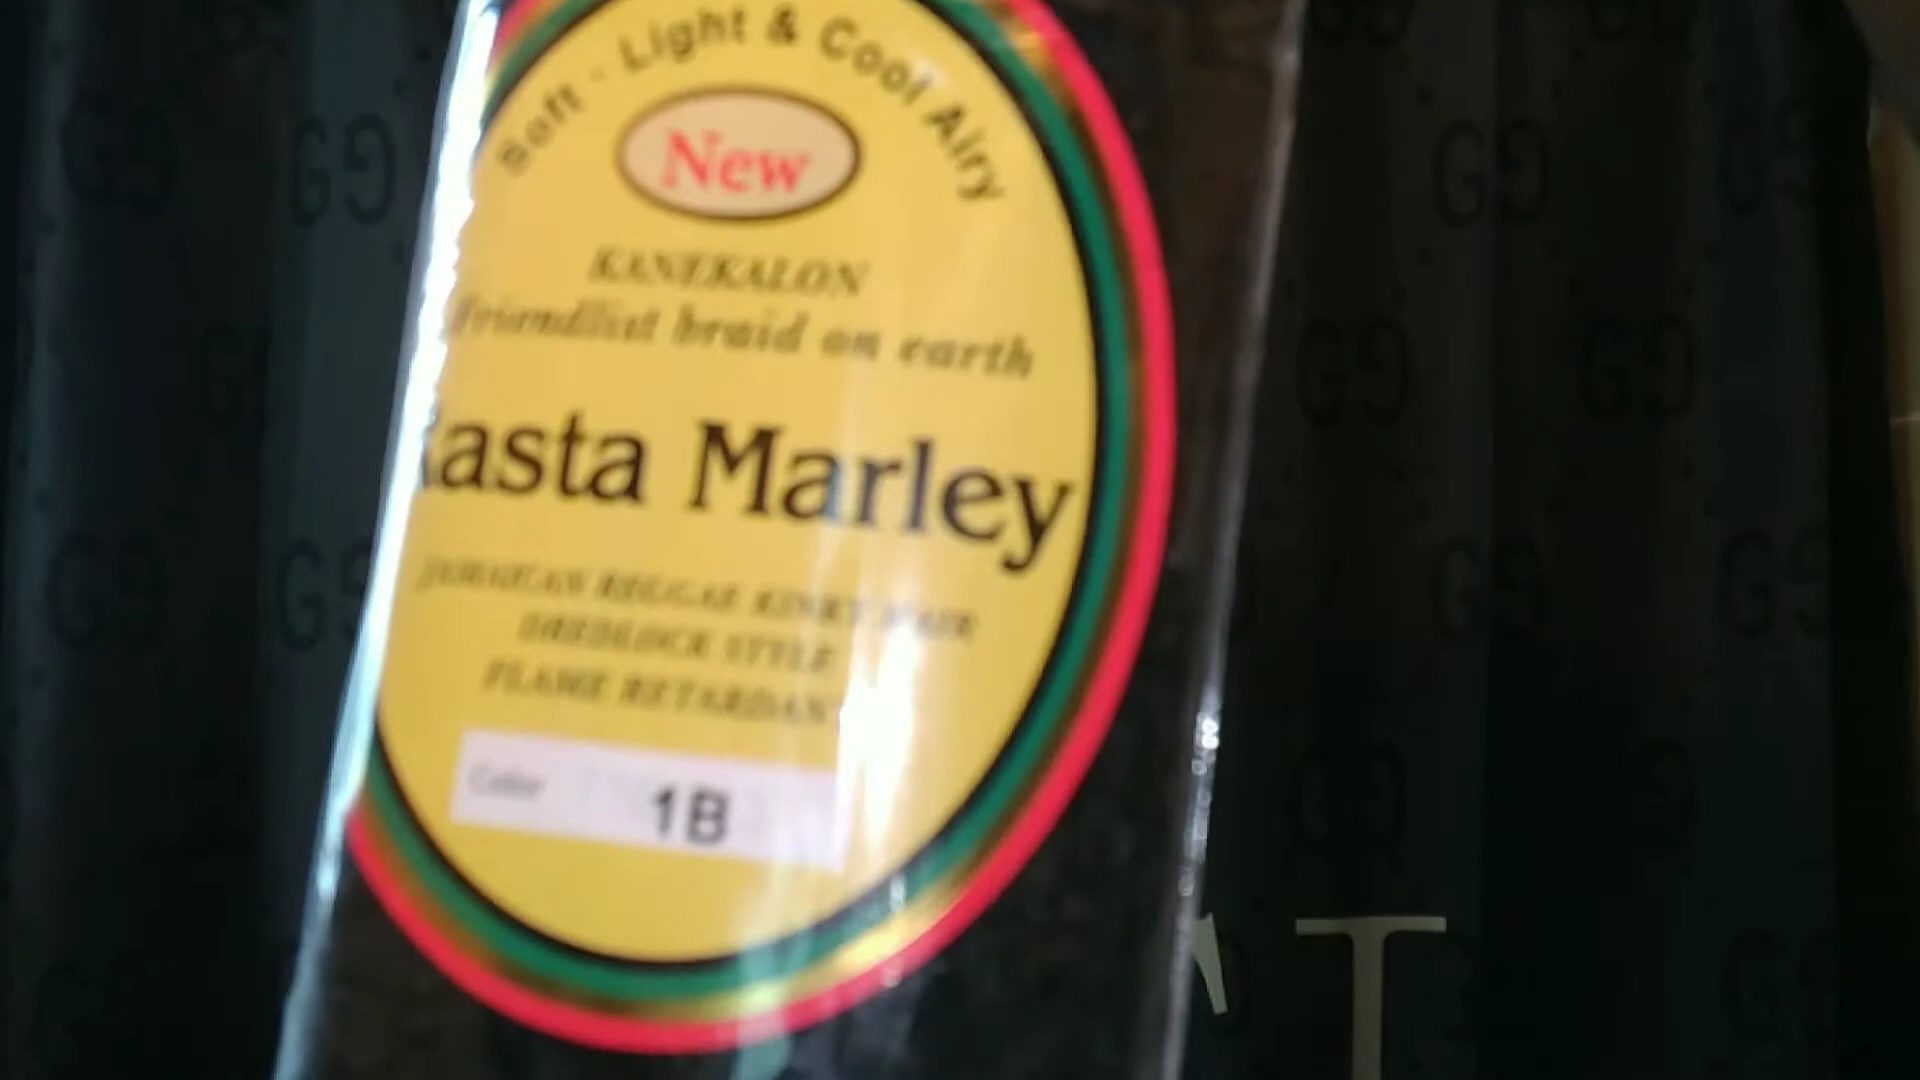 Soft - Light & Cool Airy
New
KANEKALON
friendlist braid on earth
Rasta Marley
JAMAICAN REGGAE KINKY HAIR
DREDLOCK STYLE
FLAME RETARDANT
Color 1B